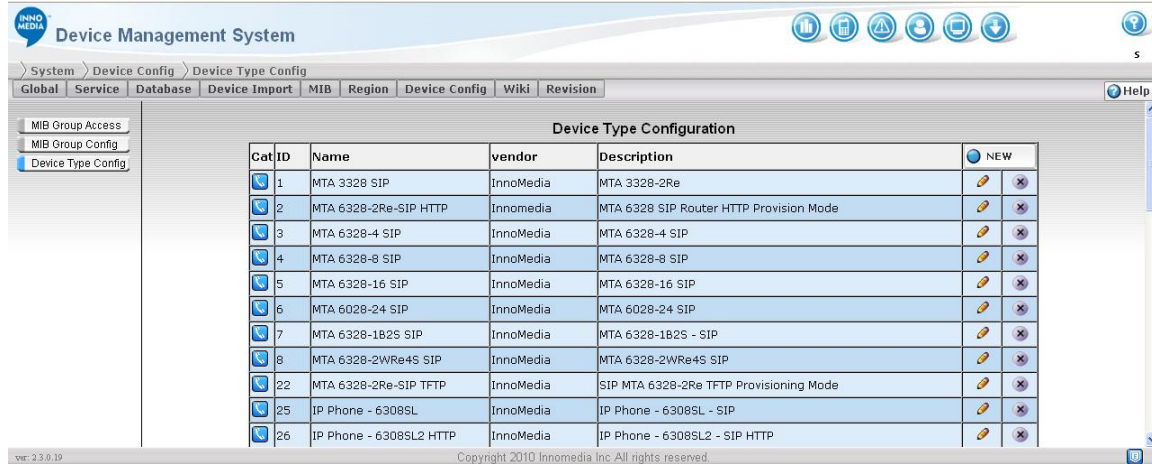 INNO
MEDIA
Device Management System
s
System Device Config Device Type Config
Global Service Database Device Import MIB Region Device Config Wiki Revision Help
MIB Group Access
MIB Group Config
Device Type Config
Device Type Configuration
Cat ID Name vendor Description NEW
1 MTA 3328 SIP InnoMedia MTA 3328-2Re
2 MTA 6328-2Re-SIP HTTP Innomedia MTA 6328 SIP Router HTTP Provision Mode
3 MTA 6328-4 SIP InnoMedia MTA 6328-4 SIP
4 MTA 6328-8 SIP InnoMedia MTA 6328-8 SIP
5 MTA 6328-16 SIP InnoMedia MTA 6328-16 SIP
6 MTA 6028-24 SIP InnoMedia MTA 6028-24 SIP
7 MTA 6328-1B2S SIP InnoMedia MTA 6328-1B2S - SIP
8 MTA 6328-2WRe4S SIP InnoMedia MTA 6328-2WRe4S SIP
22 MTA 6328-2Re-SIP TFTP InnoMedia SIP MTA 6328-2Re TFTP Provisioning Mode
25 IP Phone - 6308SL InnoMedia IP Phone - 6308SL - SIP
26 IP Phone - 6308SL2 HTTP InnoMedia IP Phone - 6308SL2 - SIP HTTP
ver: 2.3.0.19 Copyright 2010 Innomedia Inc All rights reserved.